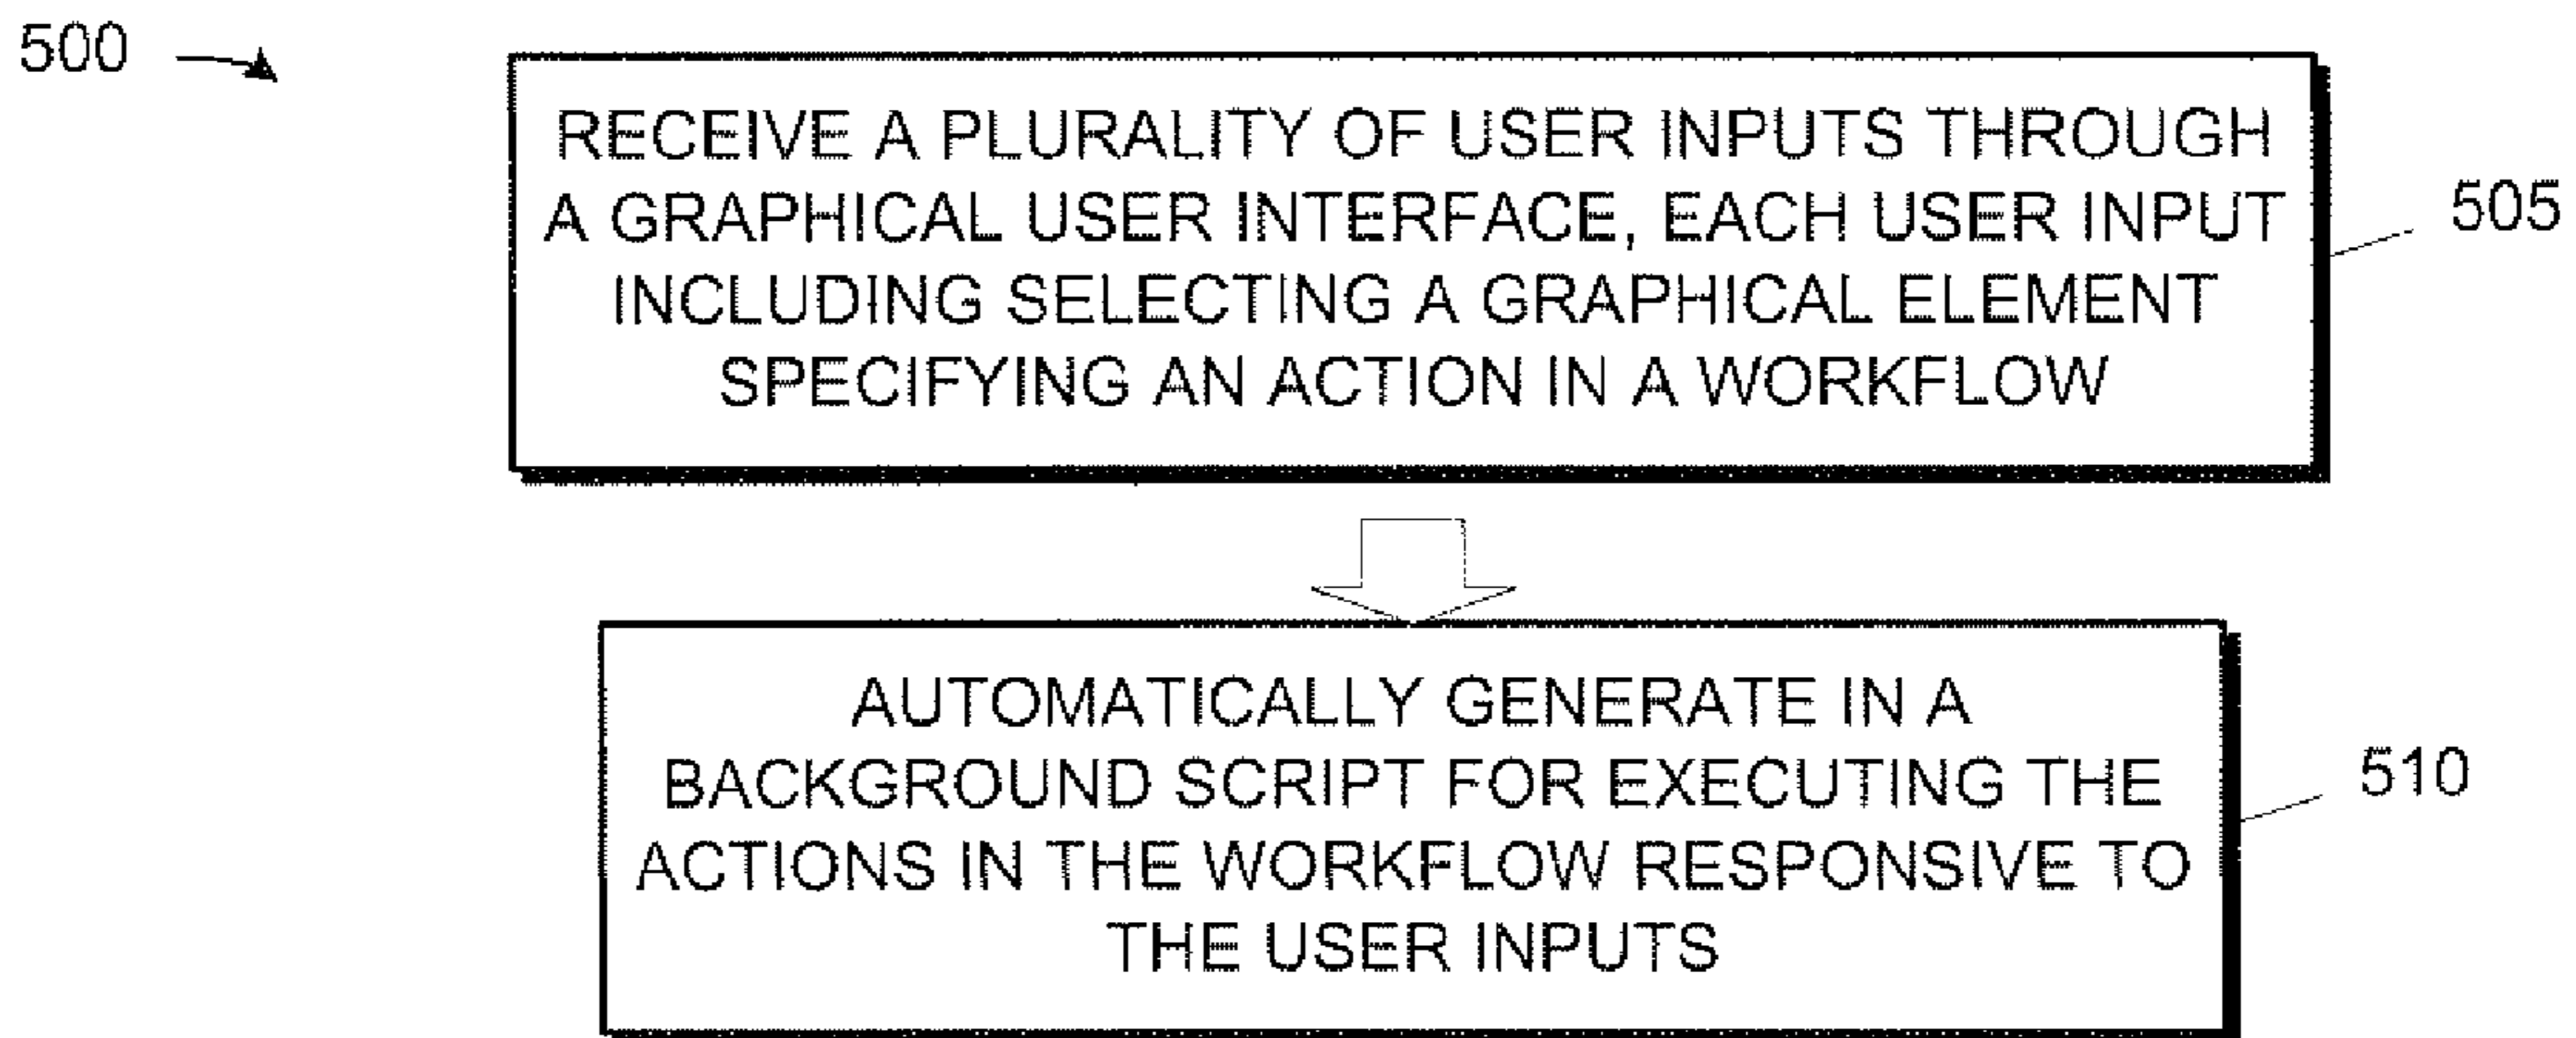 500
RECEIVE A PLURALITY OF USER INPUTS THROUGH
A GRAPHICAL USER INTERFACE, EACH USER INPUT
INCLUDING SELECTING A GRAPHICAL ELEMENT
SPECIFYING AN ACTION IN A WORKFLOW
505
AUTOMATICALLY GENERATE IN A
BACKGROUND SCRIPT FOR EXECUTING THE
ACTIONS IN THE WORKFLOW RESPONSIVE TO
THE USER INPUTS
510